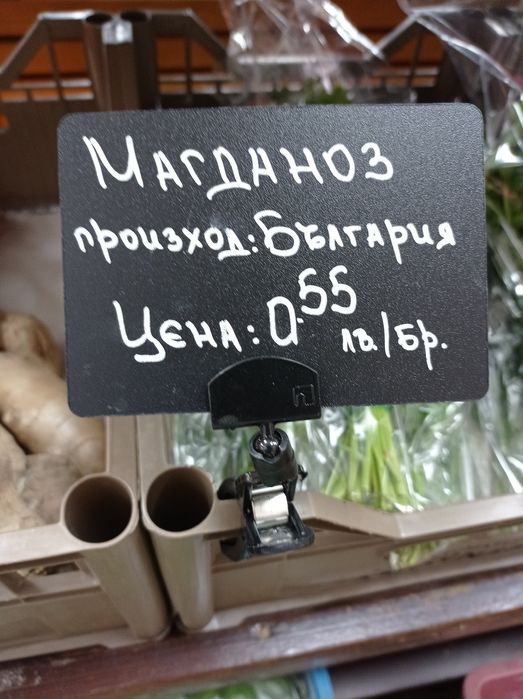 Магданоз
произход: България
Цена: 0.55 лв/бр.